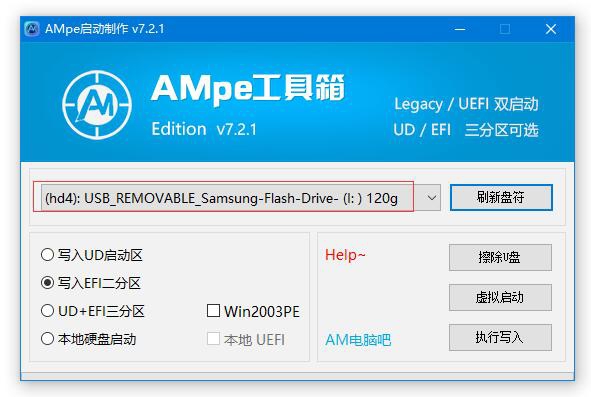 AMpe启动制作 v7.2.1
AM
AMpe工具箱
Edition v7.2.1
Legacy / UEFI 双启动
UD / EFI 三分区可选
(hd4): USB_REMOVABLE_Samsung-Flash-Drive- (I: ) 120g
刷新盘符
写入UD启动区
写入EFI二分区
UD+EFI三分区
Win2003PE
本地硬盘启动
本地 UEFI
Help~
擦除U盘
虚拟启动
AM电脑吧
执行写入